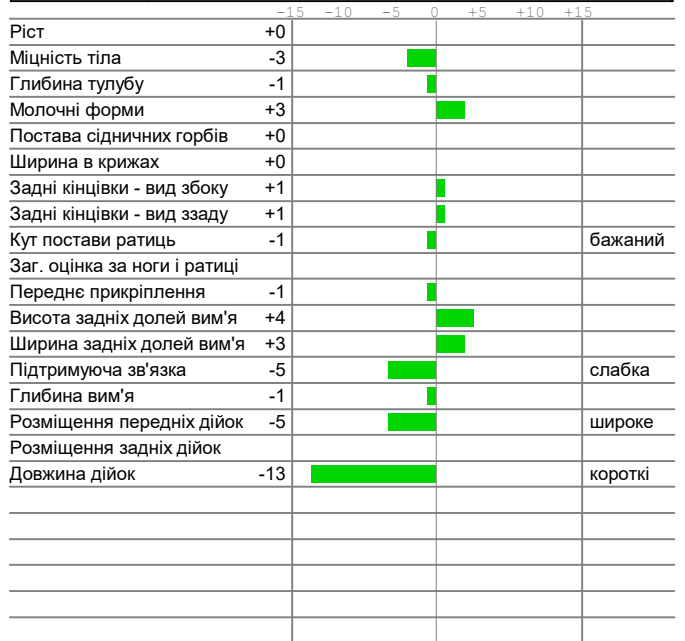 -15 -10 -5 0 +5 +10 +15
Ріст +0
Міцність тіла -3
Глибина тулубу -1
Молочні форми +3
Постава сідничних горбів +0
Ширина в крижах +0
Задні кінцівки - вид збоку +1
Задні кінцівки - вид ззаду +1
Кут постави ратиць -1 бажаний
Заг. оцінка за ноги і ратиці
Переднє прикріплення -1
Висота задніх долей вим'я +4
Ширина задніх долей вим'я +3
Підтримуюча зв'язка -5 слабка
Глибина вим'я -1
Розміщення передніх дійок -5 широке
Розміщення задніх дійок
Довжина дійок -13 короткі